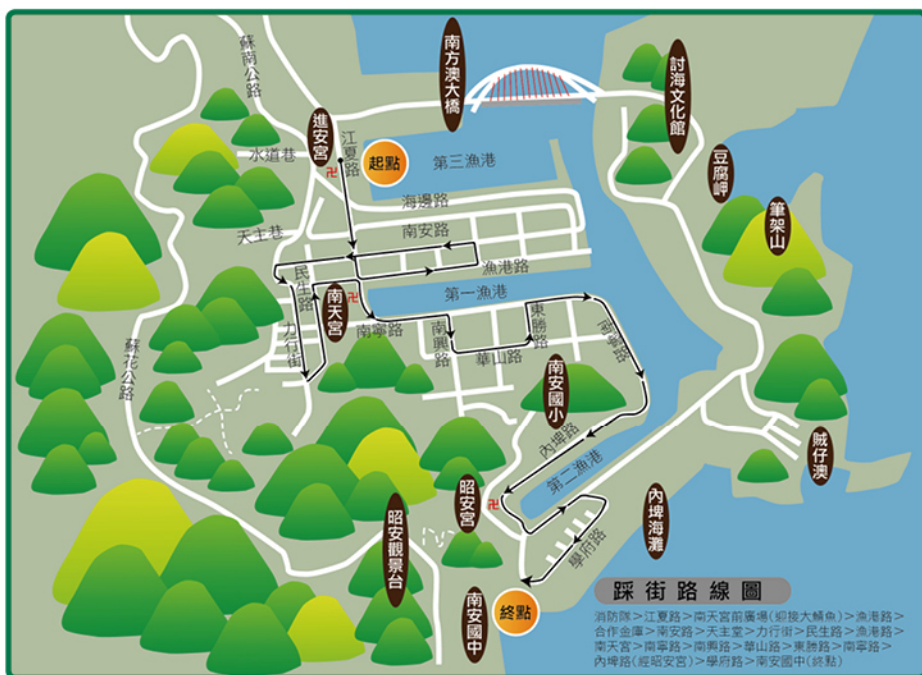 南方澳大橋
討海文化館
蘇南公路
進安宮
江夏路
起點
第三漁港
水道巷
豆腐岬
筆架山
海邊路
南安路
天主巷
漁港路
民生路
南天宮
第一漁港
力行街
南寧路
南興路
華山路
東勝路
南寧路
蘇花公路
南安國小
內埤路
第二漁港
賊仔澳
昭安宮
內埤海灘
昭安觀景台
學府路
南安國中
終點
踩街路線圖
消防隊>江夏路>南天宮前廣場(迎接大鯖魚)>漁港路>
合作金庫>南安路>天主堂>力行街>民生路>漁港路>
南天宮>南寧路>南興路>華山路>東勝路>南寧路>
內埤路(經昭安宮)>學府路>南安國中(終點)